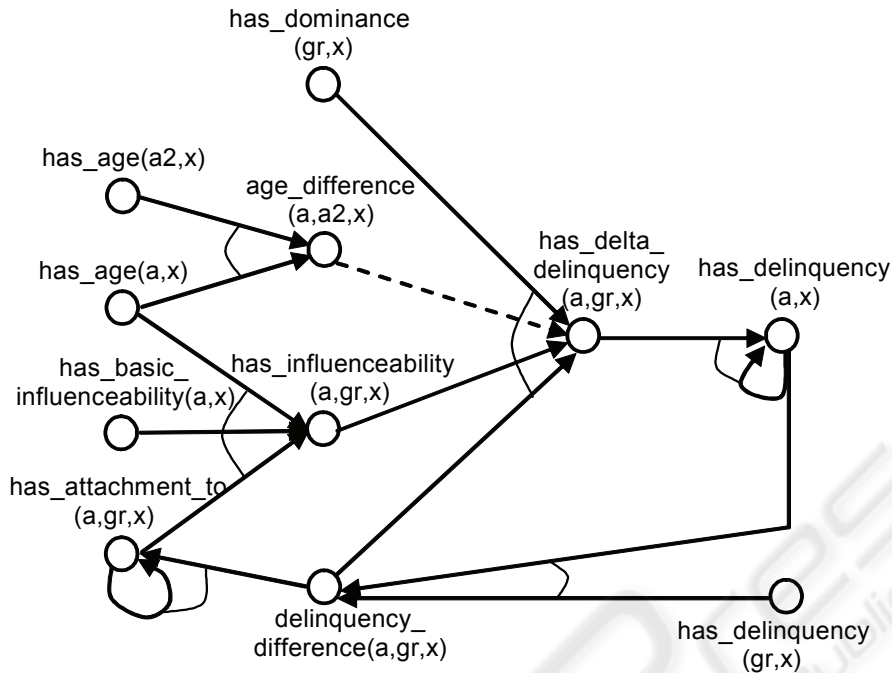 has_dominance
(gr,x)
has_age(a2,x)
age_difference
(a,a2,x)
has_delta_
delinquency
(a,gr,x)
has_delinquency
(a,x)
has_age(a,x)
has_basic_
influenceability(a,x)
has_influenceability
(a,gr,x)
has_attachment_to
(a,gr,x)
delinquency_
difference(a,gr,x)
has_delinquency
(gr,x)